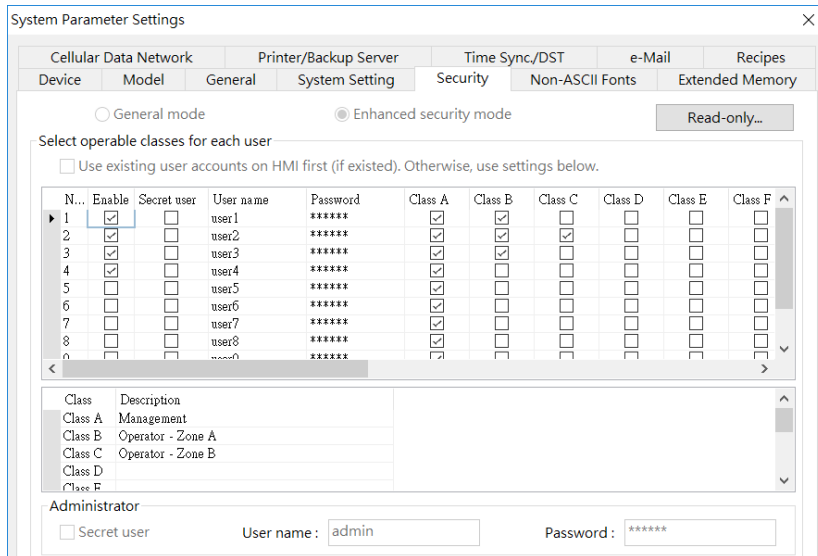 System Parameter Settings
Cellular Data Network Printer/Backup Server Time Sync./DST e-Mail Recipes
Device Model General System Setting Security Non-ASCII Fonts Extended Memory
General mode Enhanced security mode Read-only...
Select operable classes for each user
Use existing user accounts on HMI first (if existed). Otherwise, use settings below.
N... Enable Secret user User name Password Class A Class B Class C Class D Class E Class F
1 user1 ******
2 user2 ******
3 user3 ******
4 user4 ******
5 user5 ******
6 user6 ******
7 user7 ******
8 user8 ******
Class Description
Class A Management
Class B Operator - Zone A
Class C Operator - Zone B
Class D
Class E
Administrator
Secret user User name : admin Password : ******